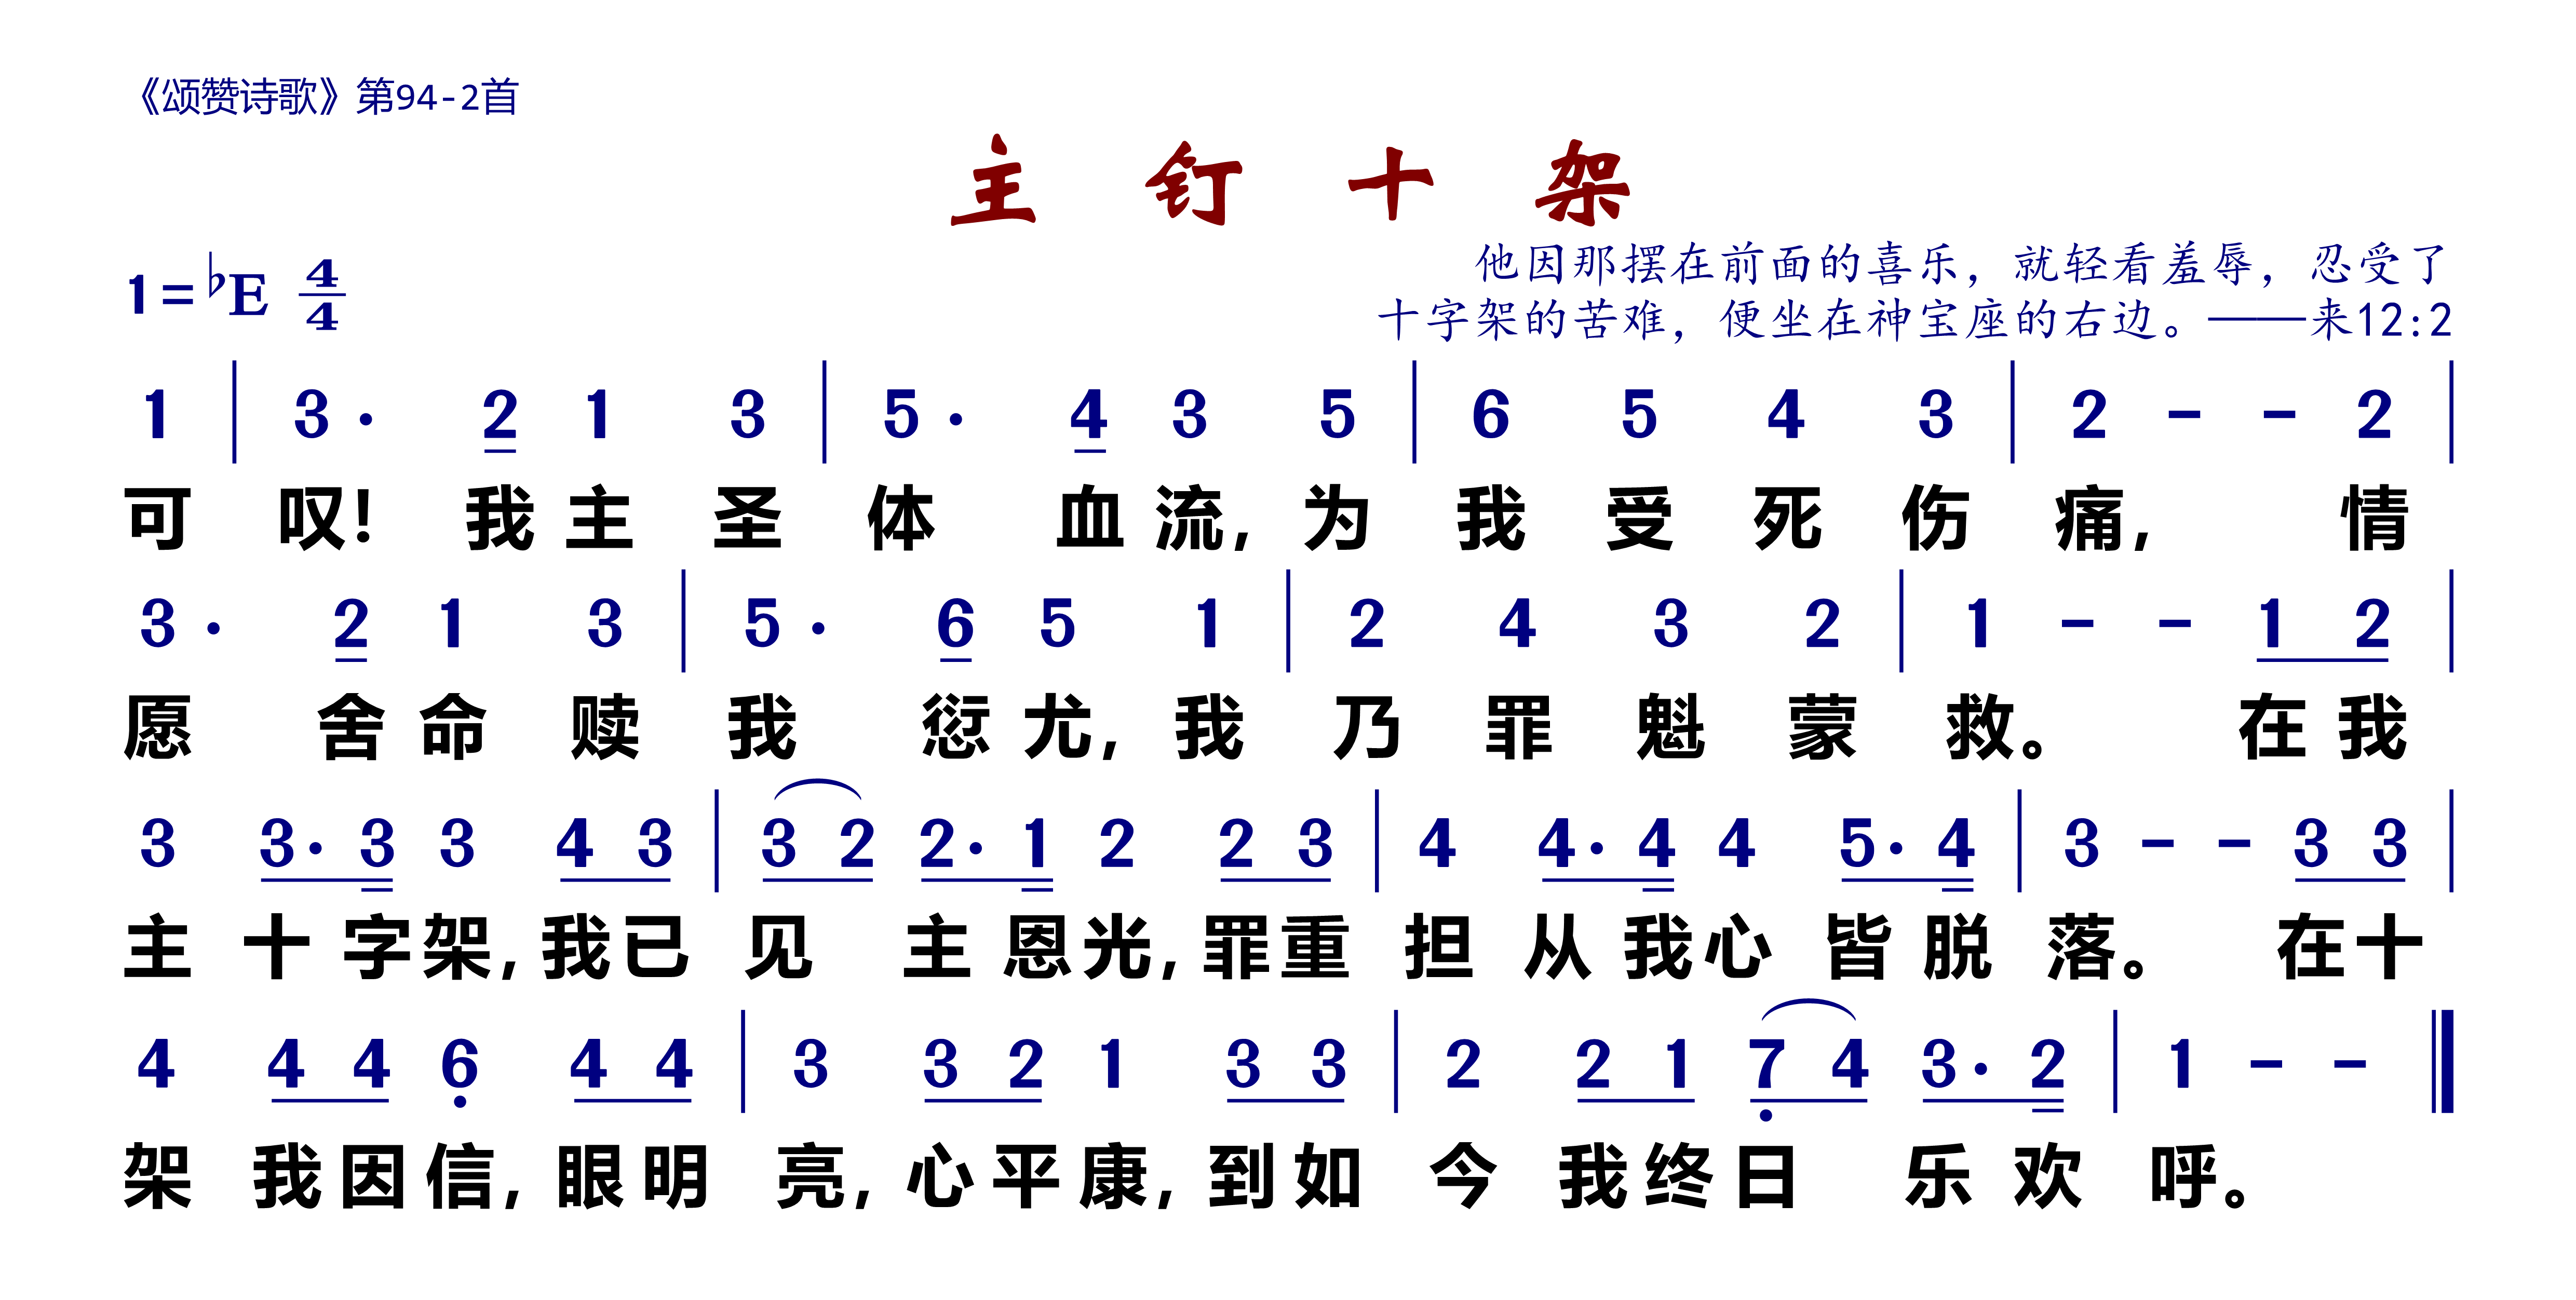 《颂赞诗歌》第94-2首
主 钉 十 架
1=♭E 4/4
他因那摆在前面的喜乐，就轻看羞辱，忍受了
十字架的苦难，便坐在神宝座的右边。——来12:2
1 | 3· 2 1 3 | 5· 4 3 5 | 6 5 4 3 | 2 - - 2 |
可 叹！ 我 主 圣 体 血 流，为 我 受 死 伤 痛， 情
3· 2 1 3 | 5· 6 5 1 | 2 4 3 2 | 1 - - 1 2 |
愿 舍 命 赎 我 愆 尤，我 乃 罪 魁 蒙 救。 在 我
3 3· 3 3 4 3 | 3 2 2· 1 2 2 3 | 4 4· 4 4 5· 4 | 3 - - 3 3 |
主 十 字 架，我 已 见 主 恩 光，罪 重 担 从 我 心 皆 脱 落。 在 十
4 4 4 6 4 4 | 3 3 2 1 3 3 | 2 2 1 7 4 3· 2 | 1 - - ‖
架 我 因 信，眼 明 亮，心 平 康，到 如 今 我 终 日 乐 欢 呼。